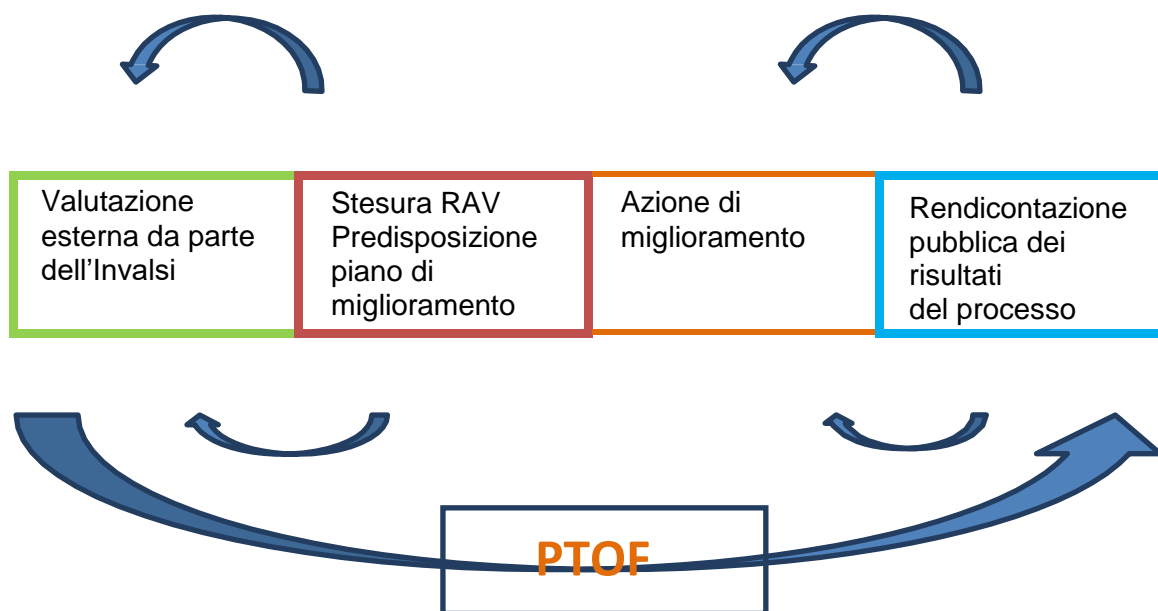 Valutazione
esterna da parte
dell'Invalsi
Stesura RAV
Predisposizione
piano di
miglioramento
Azione di
miglioramento
Rendicontazione
pubblica dei
risultati
del processo
PTOF